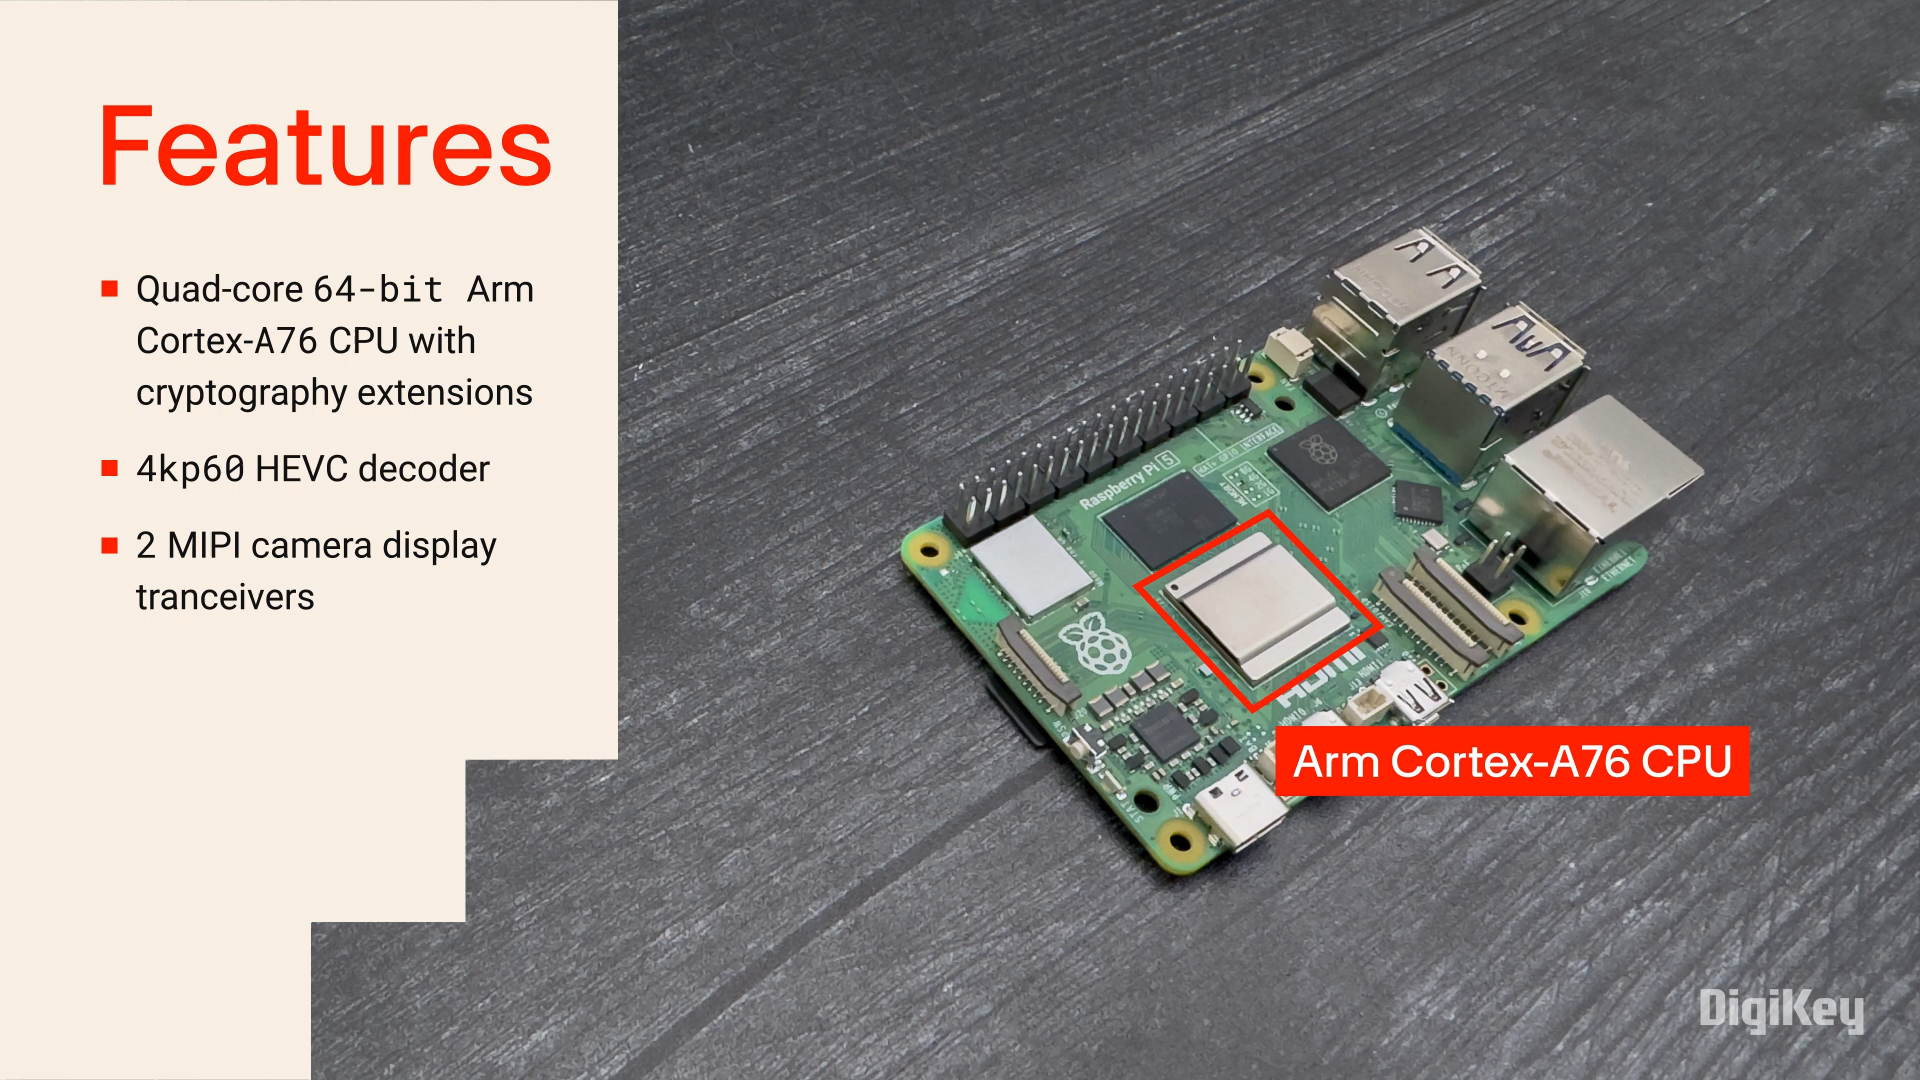 Features
Quad-core 64-bit Arm
Cortex-A76 CPU with
cryptography extensions
4kp60 HEVC decoder
2 MIPI camera display
tranceivers
Raspberry Pi 5
HDMI
Arm Cortex-A76 CPU
DigiKey